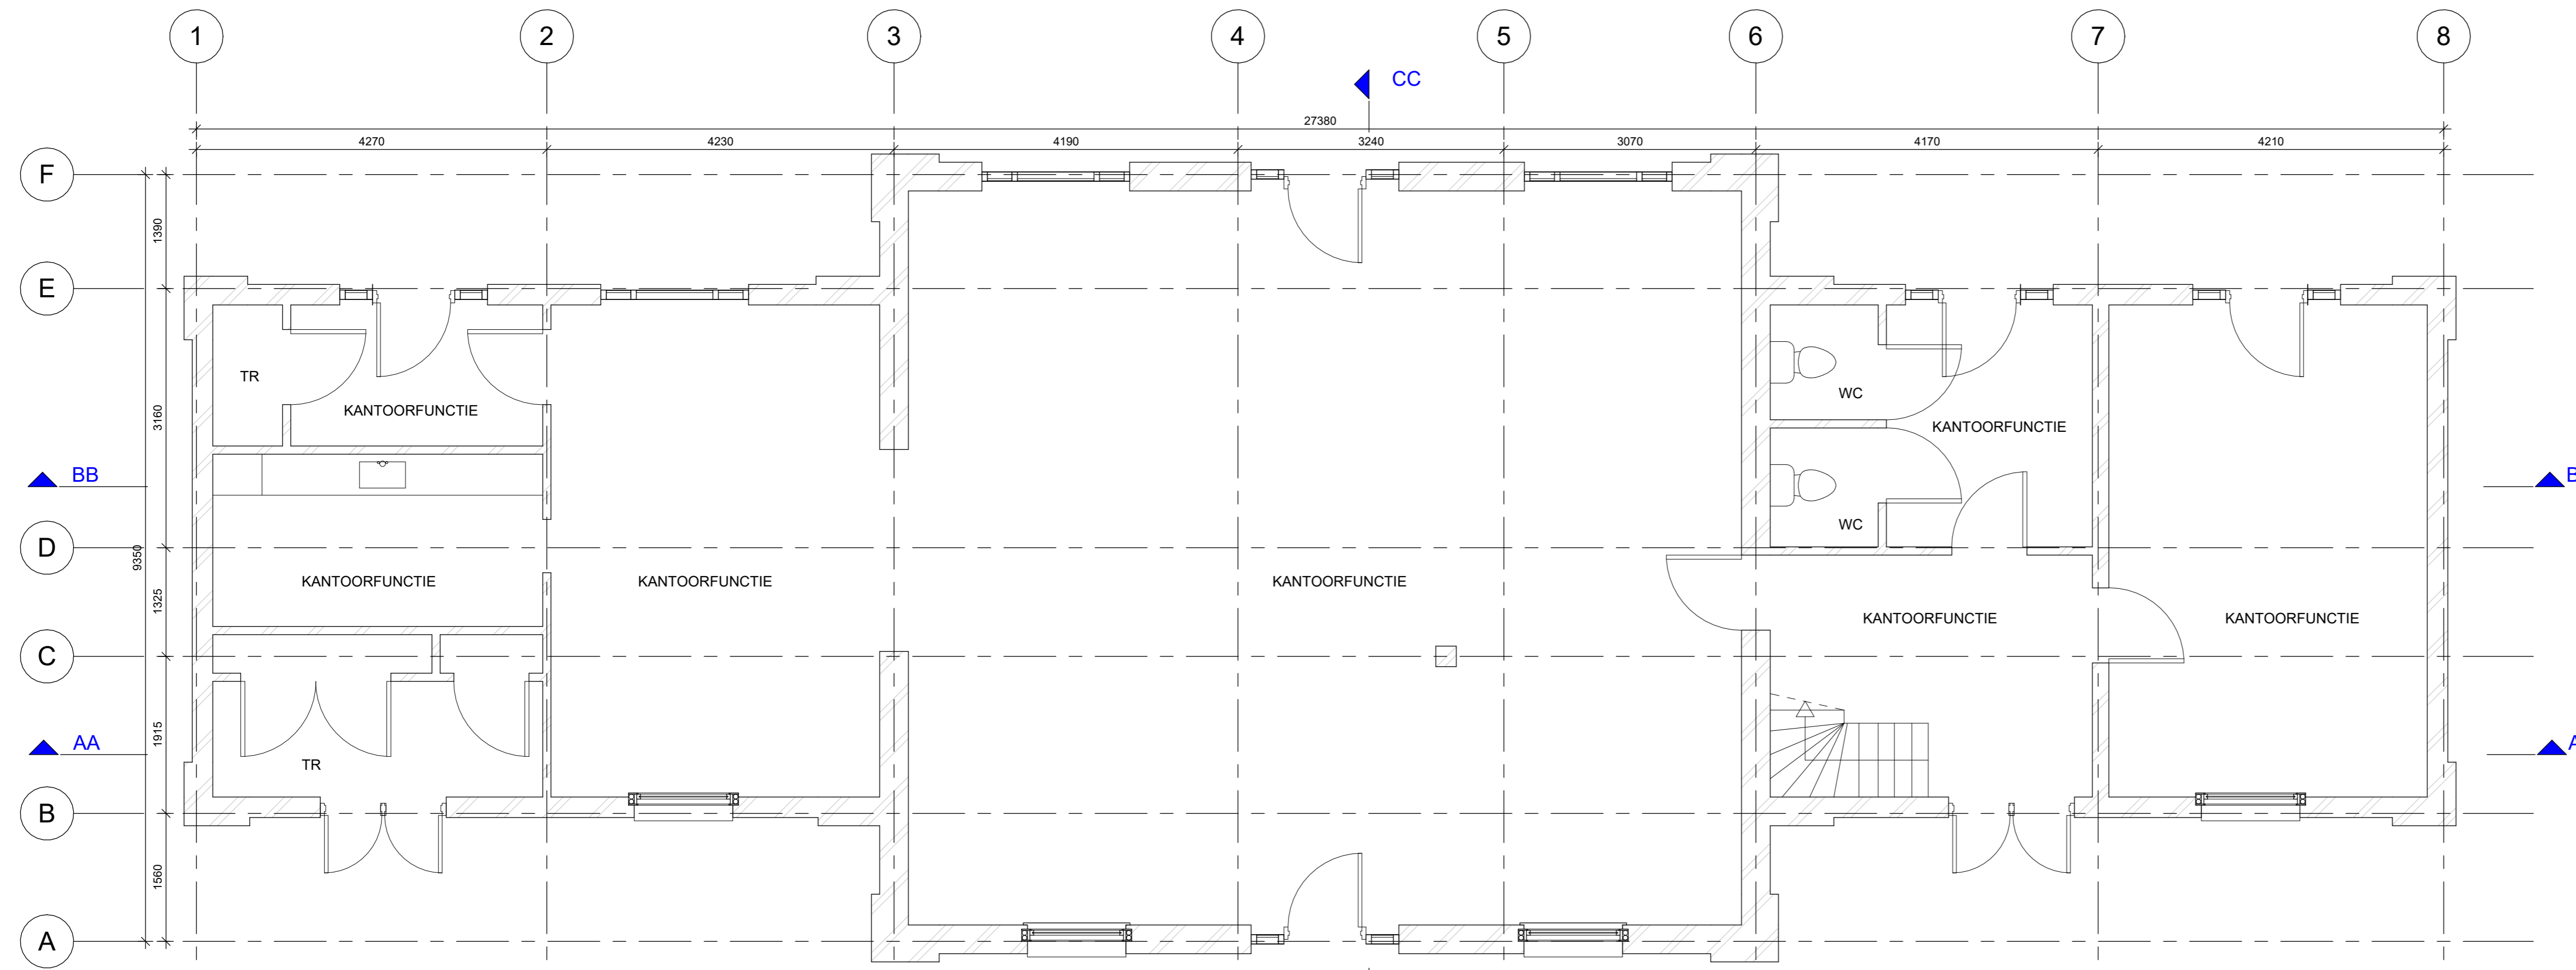 1 2 3 4 5 6 7 8
CC
27380
4270 4230 4190 3240 3070 4170 4210
F
1390
E
TR
WC
3160
KANTOORFUNCTIE
KANTOORFUNCTIE
BB
B
WC
D
9350
KANTOORFUNCTIE KANTOORFUNCTIE KANTOORFUNCTIE
1325
KANTOORFUNCTIE KANTOORFUNCTIE
C
1915
AA
A
TR
B
1560
A